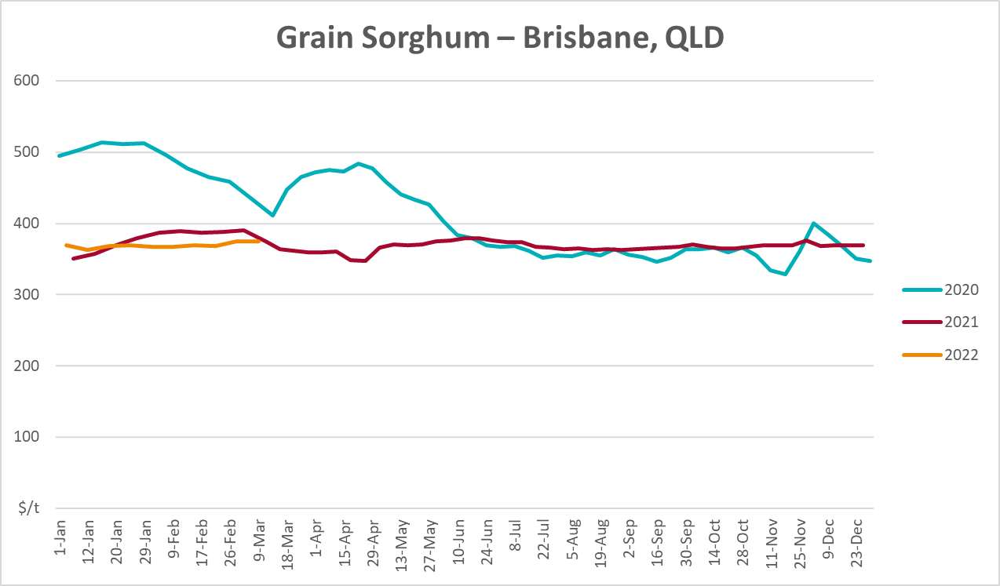 Grain Sorghum – Brisbane, QLD
600
500
400
300
200
100
$/t
1-Jan
12-Jan
20-Jan
29-Jan
9-Feb
17-Feb
26-Feb
9-Mar
18-Mar
1-Apr
15-Apr
29-Apr
13-May
27-May
10-Jun
24-Jun
8-Jul
22-Jul
5-Aug
19-Aug
2-Sep
16-Sep
30-Sep
14-Oct
28-Oct
11-Nov
25-Nov
9-Dec
23-Dec
2020
2021
2022